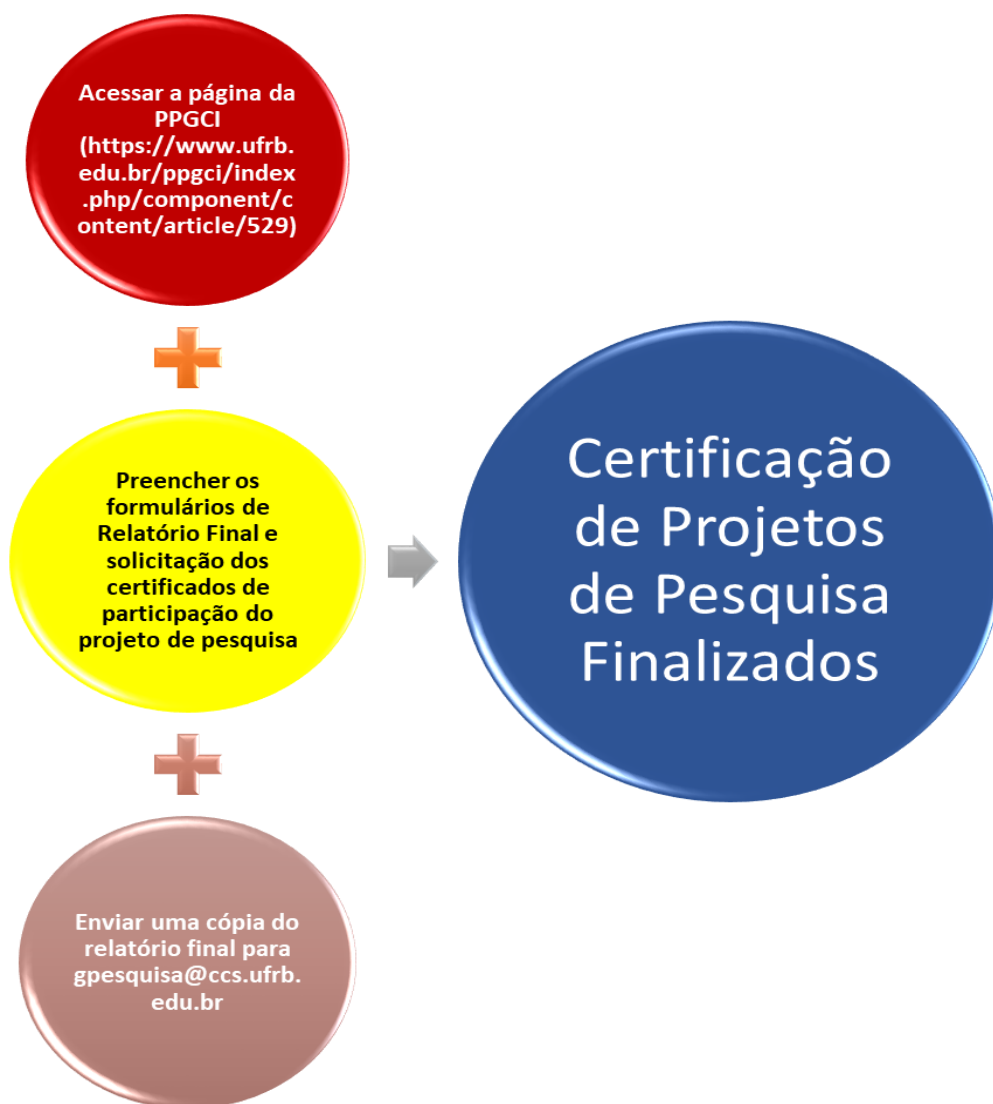 Acessar a página da
PPGCI
(https://www.ufrb.
edu.br/ppgci/index
.php/component/c
ontent/article/529)
Preencher os
formulários de
Relatório Final e
solicitação dos
certificados de
participação do
projeto de pesquisa
Enviar uma cópia do
relatório final para
gpesquisa@ccs.ufrb.
edu.br
Certificação
de Projetos
de Pesquisa
Finalizados